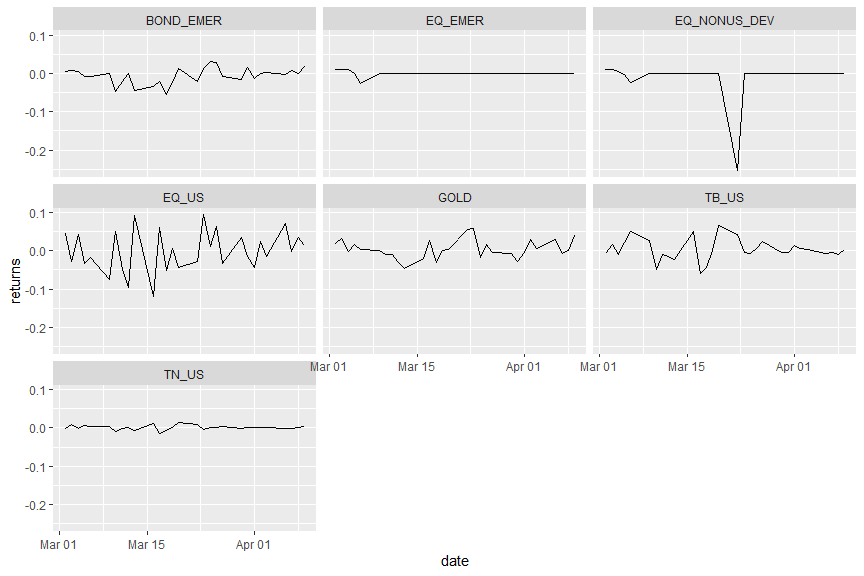 BOND_EMER EQ_EMER EQ_NONUS_DEV
0.1
0.0
-0.1
-0.2
EQ_US GOLD TB_US
0.1
0.0
-0.1
-0.2
returns
Mar 01 Mar 15 Apr 01 Mar 01 Mar 15 Apr 01
TN_US
0.1
0.0
-0.1
-0.2
Mar 01 Mar 15 Apr 01
date